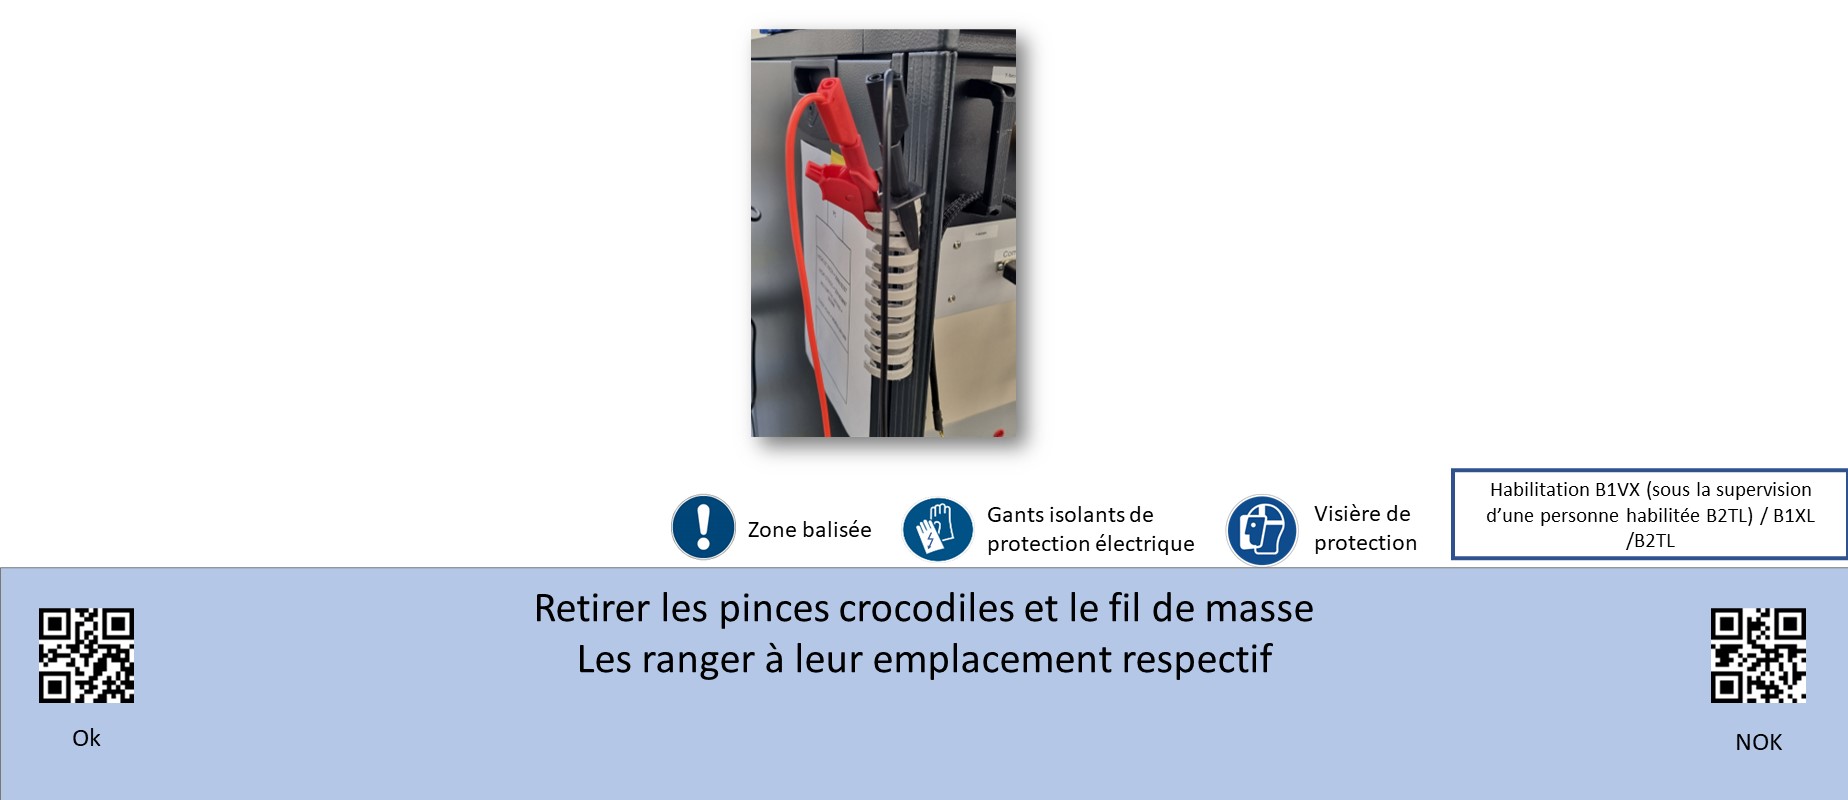 Zone balisée
Gants isolants de
protection électrique
Visière de
protection
Habilitation B1VX (sous la supervision
d’une personne habilitée B2TL) / B1XL
/B2TL
Retirer les pinces crocodiles et le fil de masse
Les ranger à leur emplacement respectif
Ok
NOK